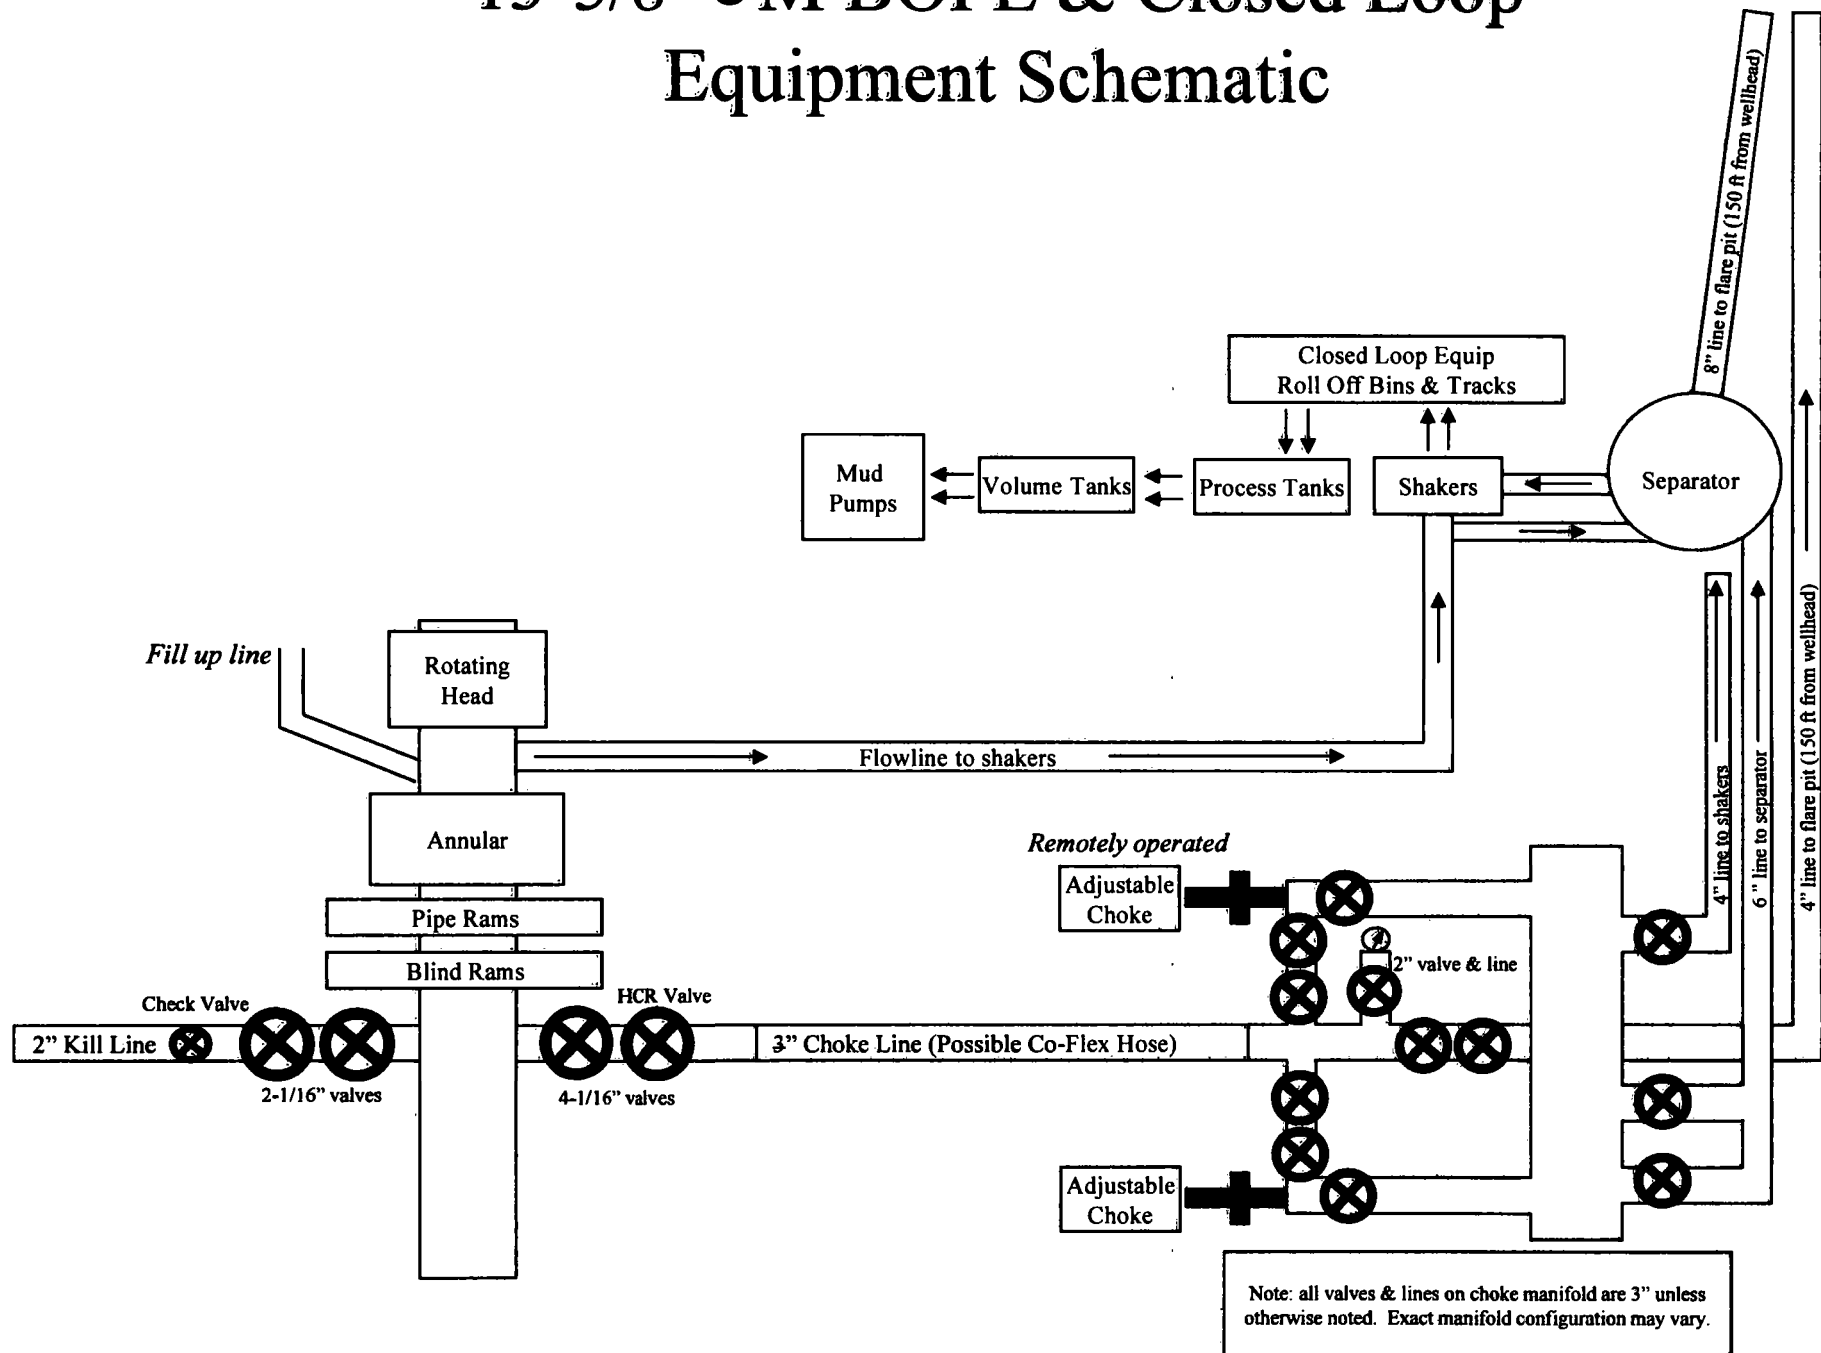 BOPE & Closed Loop
Equipment Schematic
8” line to flare pit (150 ft from wellhead)
Closed Loop Equip
Roll Off Bins & Tracks
Mud
Pumps
Volume Tanks
Process Tanks
Shakers
Separator
Fill up line
Rotating
Head
Flowline to shakers
4” line to shakers
6 ” line to separator
4” line to flare pit (150 ft from wellhead)
Annular
Remotely operated
Adjustable
Choke
Pipe Rams
Blind Rams
2” valve & line
Check Valve
HCR Valve
2” Kill Line
3” Choke Line (Possible Co-Flex Hose)
2-1/16” valves
4-1/16” valves
Adjustable
Choke
Note: all valves & lines on choke manifold are 3” unless
otherwise noted. Exact manifold configuration may vary.